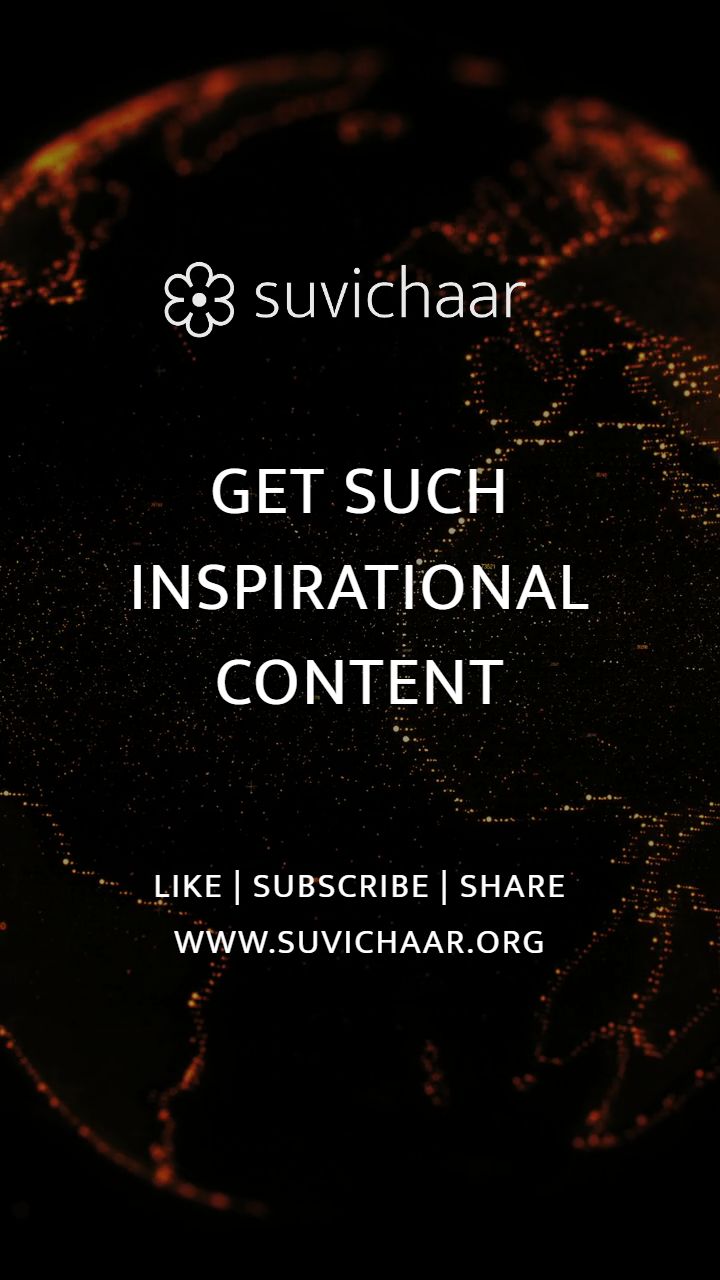 suvichaar
GET SUCH
INSPIRATIONAL
CONTENT
LIKE | SUBSCRIBE | SHARE
WWW.SUVICHAAR.ORG